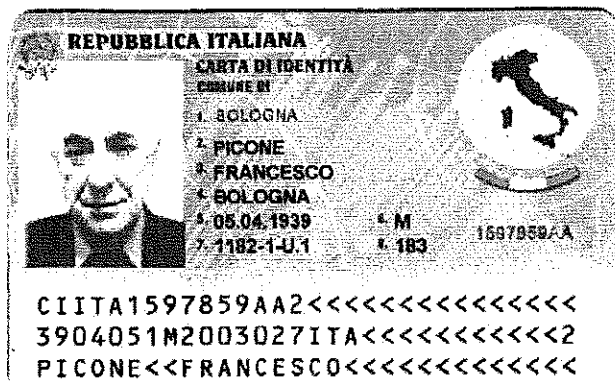 REPUBBLICA ITALIANA
CARTA DI IDENTITÀ
COMUNE DI
1. BOLOGNA
2. PICONE
3. FRANCESCO
4. BOLOGNA
5. 05.04.1939 6. M
7. 1182-1-U.1 8. 183
1597859AA
CIITA1597859AA2<<<<<<<<<<<<<<<
3904051M2003027ITA<<<<<<<<<<<2
PICONE<<FRANCESCO<<<<<<<<<<<<<